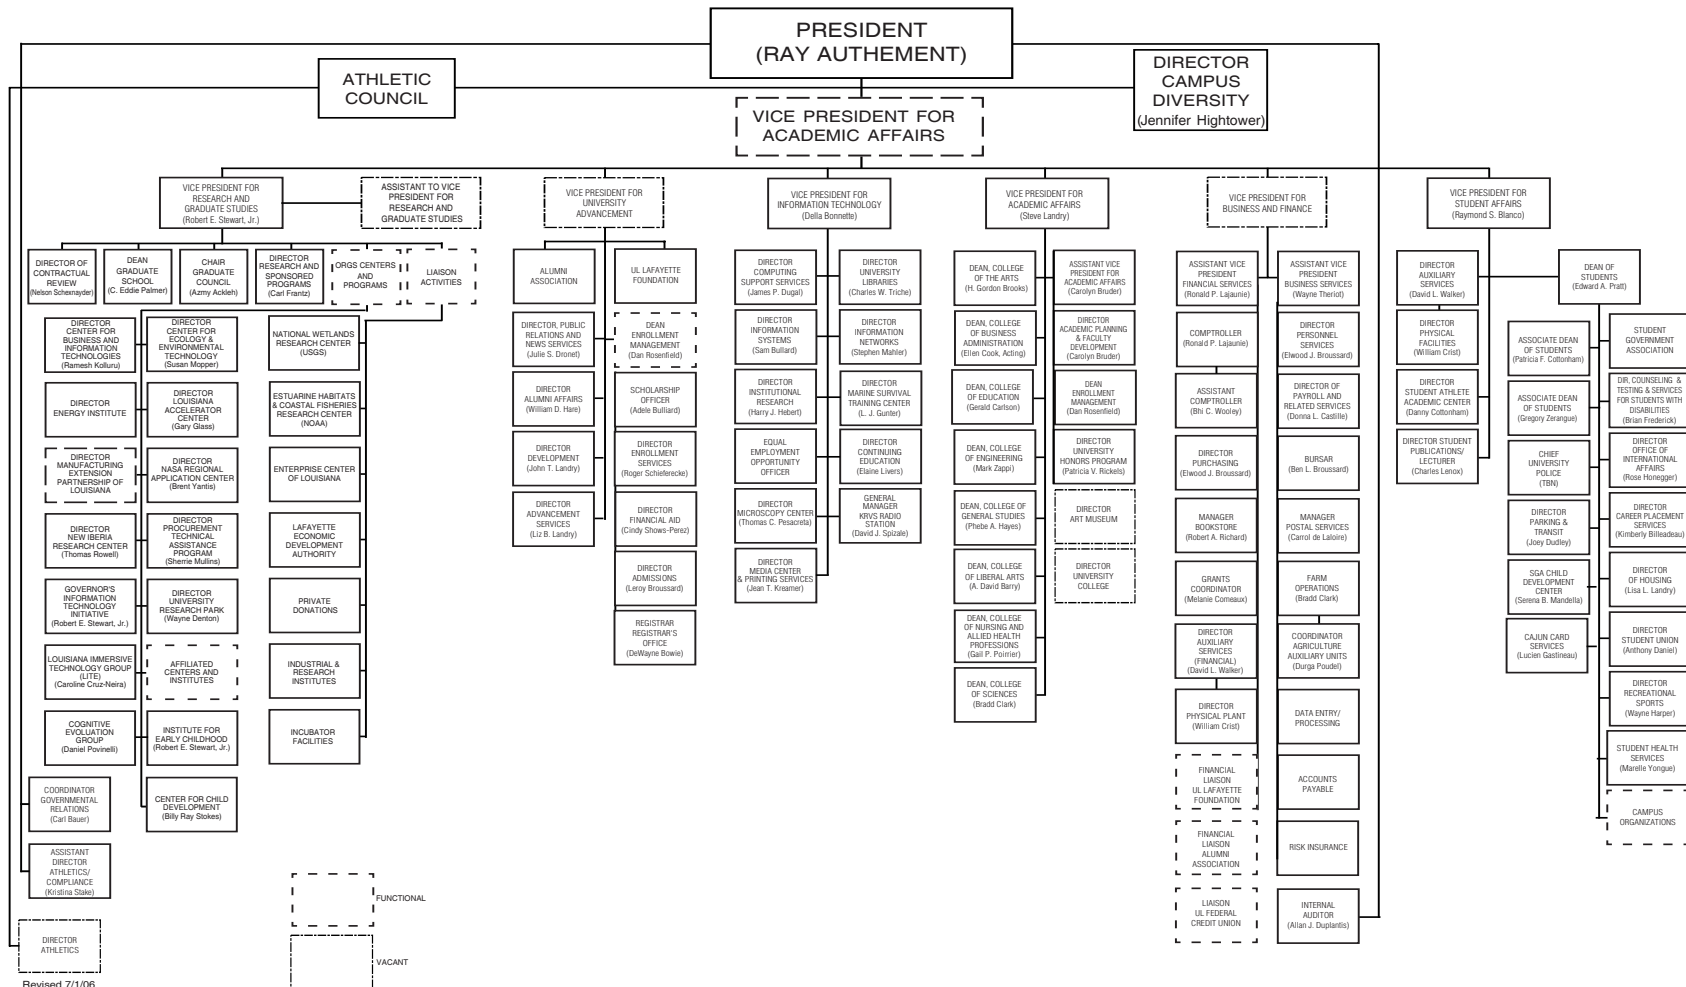 PRESIDENT
(RAY AUTHEMENT)
ATHLETIC
COUNCIL
DIRECTOR
CAMPUS
DIVERSITY
(Jennifer Hightower)
VICE PRESIDENT FOR
ACADEMIC AFFAIRS
VICE PRESIDENT FOR
RESEARCH AND
GRADUATE STUDIES
(Robert E. Stewart, Jr.)
ASSISTANT TO VICE
PRESIDENT FOR
RESEARCH AND
GRADUATE STUDIES
VICE PRESIDENT FOR
UNIVERSITY
ADVANCEMENT
VICE PRESIDENT FOR
INFORMATION TECHNOLOGY
(Della Bonnette)
VICE PRESIDENT FOR
ACADEMIC AFFAIRS
(Steve Landry)
VICE PRESIDENT FOR
BUSINESS AND FINANCE
VICE PRESIDENT FOR
STUDENT AFFAIRS
(Raymond S. Blanco)
DIRECTOR OF
CONTRACTUAL
REVIEW
(Nelson Schexnayder)
DEAN
GRADUATE
SCHOOL
(C. Eddie Palmer)
CHAIR
GRADUATE
COUNCIL
(Azmy Ackleh)
DIRECTOR
RESEARCH AND
SPONSORED
PROGRAMS
(Carl Frantz)
ORGS CENTERS
AND
PROGRAMS
LIAISON
ACTIVITIES
DIRECTOR
CENTER FOR
BUSINESS AND
INFORMATION
TECHNOLOGIES
(Ramesh Kolluru)
DIRECTOR
CENTER FOR
ECOLOGY &
ENVIRONMENTAL
TECHNOLOGY
(Susan Mopper)
NATIONAL WETLANDS
RESEARCH CENTER
(USGS)
DIRECTOR
ENERGY INSTITUTE
DIRECTOR
LOUISIANA
ACCELERATOR
CENTER
(Gary Glass)
ESTUARINE HABITATS
& COASTAL FISHERIES
RESEARCH CENTER
(NOAA)
DIRECTOR
MANUFACTURING
EXTENSION
PARTNERSHIP OF
LOUISIANA
DIRECTOR
NASA REGIONAL
APPLICATION CENTER
(Brent Yantis)
ENTERPRISE CENTER
OF LOUISIANA
DIRECTOR
NEW IBERIA
RESEARCH CENTER
(Thomas Rowell)
DIRECTOR
PROCUREMENT
TECHNICAL
ASSISTANCE
PROGRAM
(Sherrie Mullins)
LAFAYETTE
ECONOMIC
DEVELOPMENT
AUTHORITY
GOVERNOR'S
INFORMATION
TECHNOLOGY
INITIATIVE
(Robert E. Stewart, Jr.)
DIRECTOR
UNIVERSITY
RESEARCH PARK
(Wayne Denton)
PRIVATE
DONATIONS
LOUISIANA IMMERSIVE
TECHNOLOGY GROUP
(LITE)
(Caroline Cruz-Neira)
AFFILIATED
CENTERS AND
INSTITUTES
INDUSTRIAL &
RESEARCH
INSTITUTES
COGNITIVE
EVOLUATION
GROUP
(Daniel Povinelli)
INSTITUTE FOR
EARLY CHILDHOOD
(Robert E. Stewart, Jr.)
INCUBATOR
FACILITIES
COORDINATOR
GOVERNMENTAL
RELATIONS
(Carl Bauer)
CENTER FOR CHILD
DEVELOPMENT
(Billy Ray Stokes)
ASSISTANT
DIRECTOR
ATHLETICS/
COMPLIANCE
(Kristina Stake)
DIRECTOR
ATHLETICS
Revised 7/1/06
FUNCTIONAL
VACANT
ALUMNI
ASSOCIATION
UL LAFAYETTE
FOUNDATION
DIRECTOR, PUBLIC
RELATIONS AND
NEWS SERVICES
(Julie S. Dronet)
DEAN
ENROLLMENT
MANAGEMENT
(Dan Rosenfield)
DIRECTOR
ALUMNI AFFAIRS
(William D. Hare)
SCHOLARSHIP
OFFICER
(Adele Bulliard)
DIRECTOR
DEVELOPMENT
(John T. Landry)
DIRECTOR
ENROLLMENT
SERVICES
(Roger Schieferecke)
DIRECTOR
ADVANCEMENT
SERVICES
(Liz B. Landry)
DIRECTOR
FINANCIAL AID
(Cindy Shows-Perez)
DIRECTOR
ADMISSIONS
(Leroy Broussard)
REGISTRAR
REGISTRAR'S
OFFICE
(DeWayne Bowie)
DIRECTOR
COMPUTING
SUPPORT SERVICES
(James P. Dugal)
DIRECTOR
UNIVERSITY
LIBRARIES
(Charles W. Triche)
DIRECTOR
INFORMATION
SYSTEMS
(Sam Bullard)
DIRECTOR
INFORMATION
NETWORKS
(Stephen Mahler)
DIRECTOR
INSTITUTIONAL
RESEARCH
(Harry J. Hebert)
DIRECTOR
MARINE SURVIVAL
TRAINING CENTER
(L. J. Gunter)
EQUAL
EMPLOYMENT
OPPORTUNITY
OFFICER
DIRECTOR
CONTINUING
EDUCATION
(Elaine Livers)
DIRECTOR
MICROSCOPY CENTER
(Thomas C. Pesacreta)
GENERAL
MANAGER
KRVS RADIO
STATION
(David J. Spizale)
DIRECTOR
MEDIA CENTER
& PRINTING SERVICES
(Jean T. Kreamer)
DEAN, COLLEGE
OF THE ARTS
(H. Gordon Brooks)
ASSISTANT VICE
PRESIDENT FOR
ACADEMIC AFFAIRS
(Carolyn Bruder)
DEAN, COLLEGE
OF BUSINESS
ADMINISTRATION
(Ellen Cook, Acting)
DIRECTOR
ACADEMIC PLANNING
& FACULTY
DEVELOPMENT
(Carolyn Bruder)
DEAN, COLLEGE
OF EDUCATION
(Gerald Carlson)
DEAN
ENROLLMENT
MANAGEMENT
(Dan Rosenfield)
DEAN, COLLEGE
OF ENGINEERING
(Mark Zappi)
DIRECTOR
UNIVERSITY
HONORS PROGRAM
(Patricia V. Rickels)
DEAN, COLLEGE OF
GENERAL STUDIES
(Phebe A. Hayes)
DIRECTOR
ART MUSEUM
DEAN, COLLEGE
OF LIBERAL ARTS
(A. David Barry)
DIRECTOR
UNIVERSITY
COLLEGE
DEAN, COLLEGE
OF NURSING AND
ALLIED HEALTH
PROFESSIONS
(Gail P. Poirrier)
DEAN, COLLEGE
OF SCIENCES
(Bradd Clark)
ASSISTANT VICE
PRESIDENT
FINANCIAL SERVICES
(Ronald P. Lajaunie)
ASSISTANT VICE
PRESIDENT
BUSINESS SERVICES
(Wayne Theriot)
COMPTROLLER
(Ronald P. Lajaunie)
DIRECTOR
PERSONNEL
SERVICES
(Elwood J. Broussard)
ASSISTANT
COMPTROLLER
(Bhi C. Wooley)
DIRECTOR OF
PAYROLL AND
RELATED SERVICES
(Donna L. Castille)
DIRECTOR
PURCHASING
(Elwood J. Broussard)
BURSAR
(Ben L. Broussard)
MANAGER
BOOKSTORE
(Robert A. Richard)
MANAGER
POSTAL SERVICES
(Carrol de Laloire)
GRANTS
COORDINATOR
(Melanie Comeaux)
FARM
OPERATIONS
(Bradd Clark)
DIRECTOR
AUXILIARY
SERVICES
(FINANCIAL)
(David L. Walker)
COORDINATOR
AGRICULTURE
AUXILIARY UNITS
(Durga Poudel)
DIRECTOR
PHYSICAL PLANT
(William Crist)
DATA ENTRY/
PROCESSING
FINANCIAL
LIAISON
UL LAFAYETTE
FOUNDATION
ACCOUNTS
PAYABLE
FINANCIAL
LIAISON
ALUMNI
ASSOCIATION
RISK INSURANCE
LIAISON
UL FEDERAL
CREDIT UNION
INTERNAL
AUDITOR
(Allan J. Duplantis)
DIRECTOR
AUXILIARY
SERVICES
(David L. Walker)
DEAN OF
STUDENTS
(Edward A. Pratt)
DIRECTOR
PHYSICAL
FACILITIES
(William Crist)
DIRECTOR
STUDENT ATHLETE
ACADEMIC CENTER
(Danny Cottonham)
DIRECTOR STUDENT
PUBLICATIONS/
LECTURER
(Charles Lenox)
ASSOCIATE DEAN
OF STUDENTS
(Patricia F. Cottonham)
STUDENT
GOVERNMENT
ASSOCIATION
ASSOCIATE DEAN
OF STUDENTS
(Gregory Zerangue)
DIR, COUNSELING &
TESTING & SERVICES
FOR STUDENTS WITH
DISABILITIES
(Brian Frederick)
CHIEF
UNIVERSITY
POLICE
(TBN)
DIRECTOR
OFFICE OF
INTERNATIONAL
AFFAIRS
(Rose Honegger)
DIRECTOR
PARKING &
TRANSIT
(Joey Dudley)
DIRECTOR
CAREER PLACEMENT
SERVICES
(Kimberly Billeadeau)
SGA CHILD
DEVELOPMENT
CENTER
(Serena B. Mandella)
DIRECTOR
OF HOUSING
(Lisa L. Landry)
CAJUN CARD
SERVICES
(Lucien Gastineau)
DIRECTOR
STUDENT UNION
(Anthony Daniel)
DIRECTOR
RECREATIONAL
SPORTS
(Wayne Harper)
STUDENT HEALTH
SERVICES
(Marelle Yongue)
CAMPUS
ORGANIZATIONS